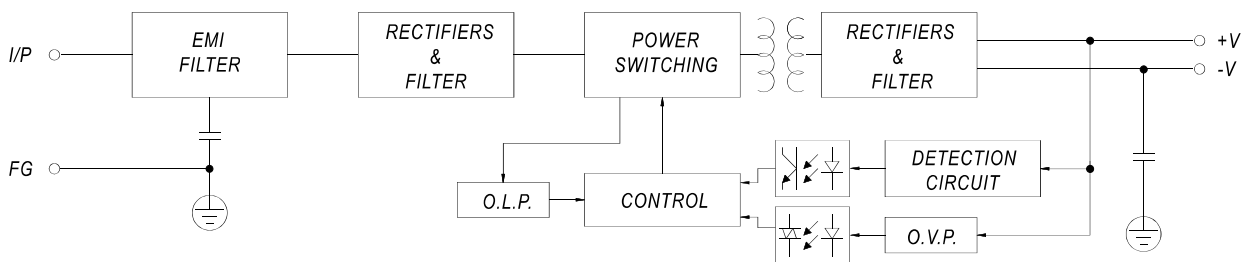 I/P
EMI
FILTER
RECTIFIERS
&
FILTER
POWER
SWITCHING
RECTIFIERS
&
FILTER
+V
-V
FG
DETECTION
CIRCUIT
O.L.P.
CONTROL
O.V.P.